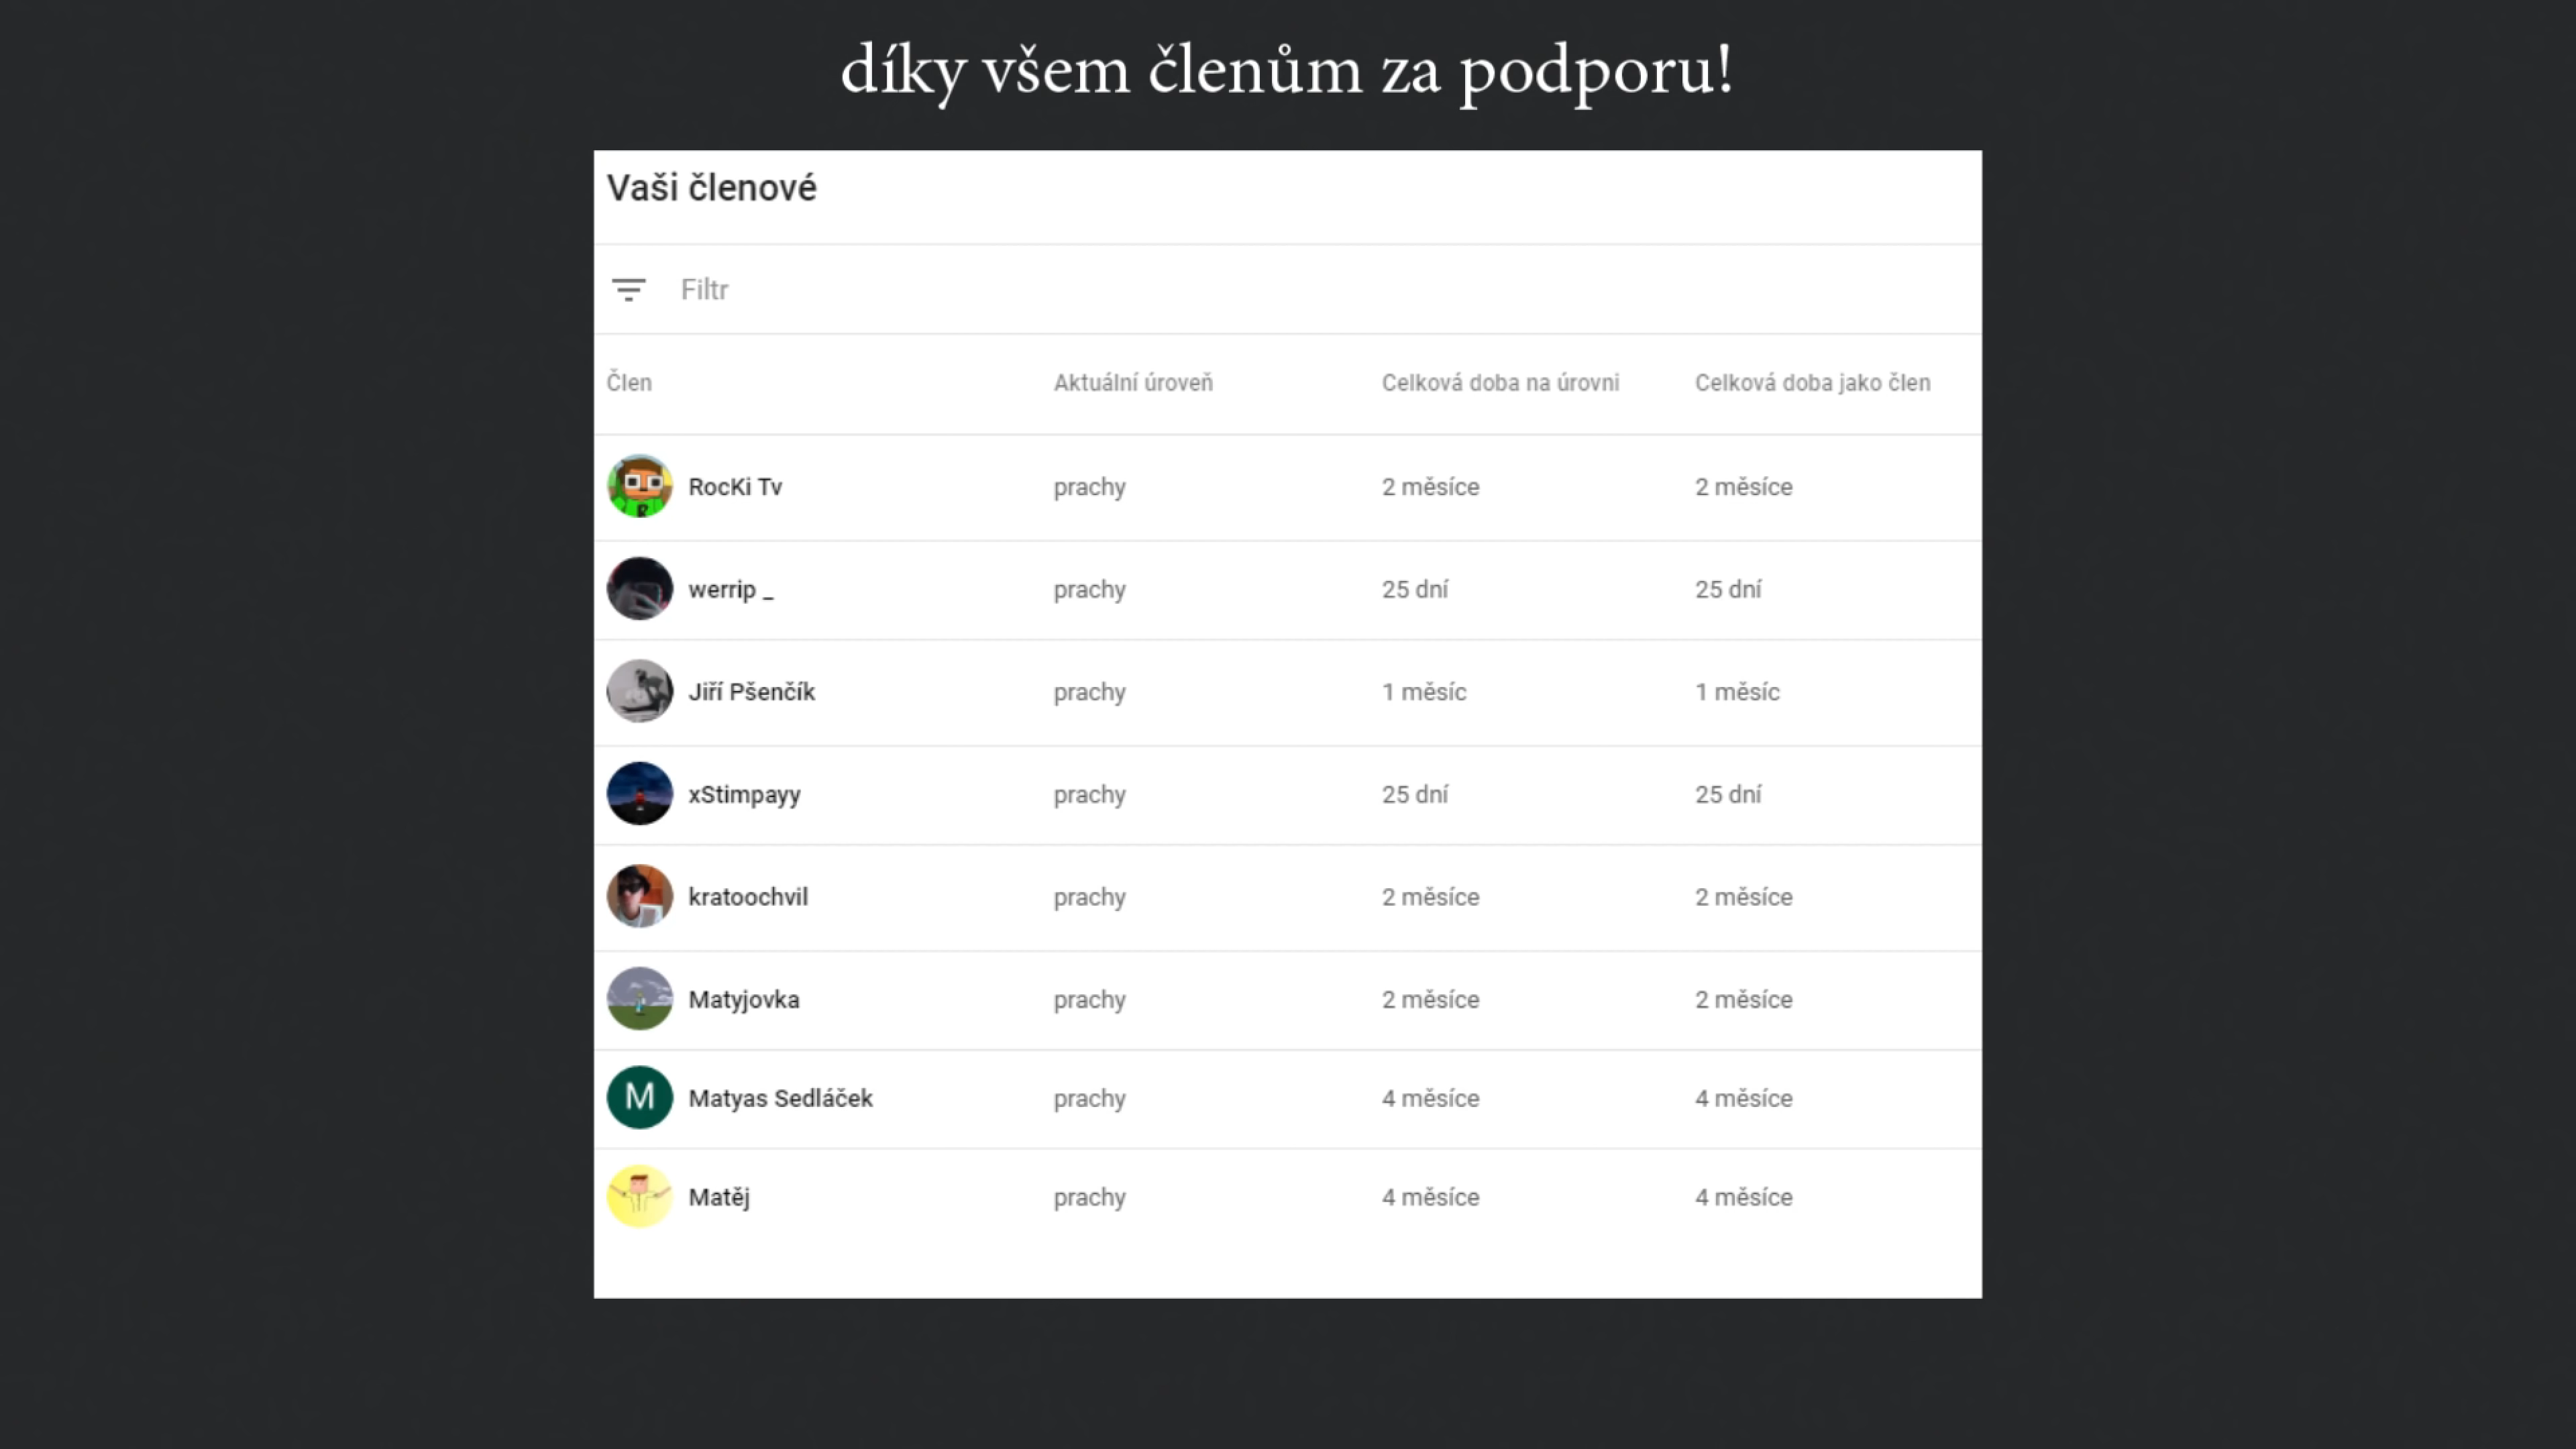 díky všem členům za podporu!
Vaši členové
Filtr
Člen Aktuální úroveň Celková doba na úrovni Celková doba jako člen
RocKi Tv prachy 2 měsíce 2 měsíce
werrip _ prachy 25 dní 25 dní
Jiří Pšenčík prachy 1 měsíc 1 měsíc
xStimpayy prachy 25 dní 25 dní
kratoochvil prachy 2 měsíce 2 měsíce
Matyjovka prachy 2 měsíce 2 měsíce
M Matyas Sedláček prachy 4 měsíce 4 měsíce
Matěj prachy 4 měsíce 4 měsíce